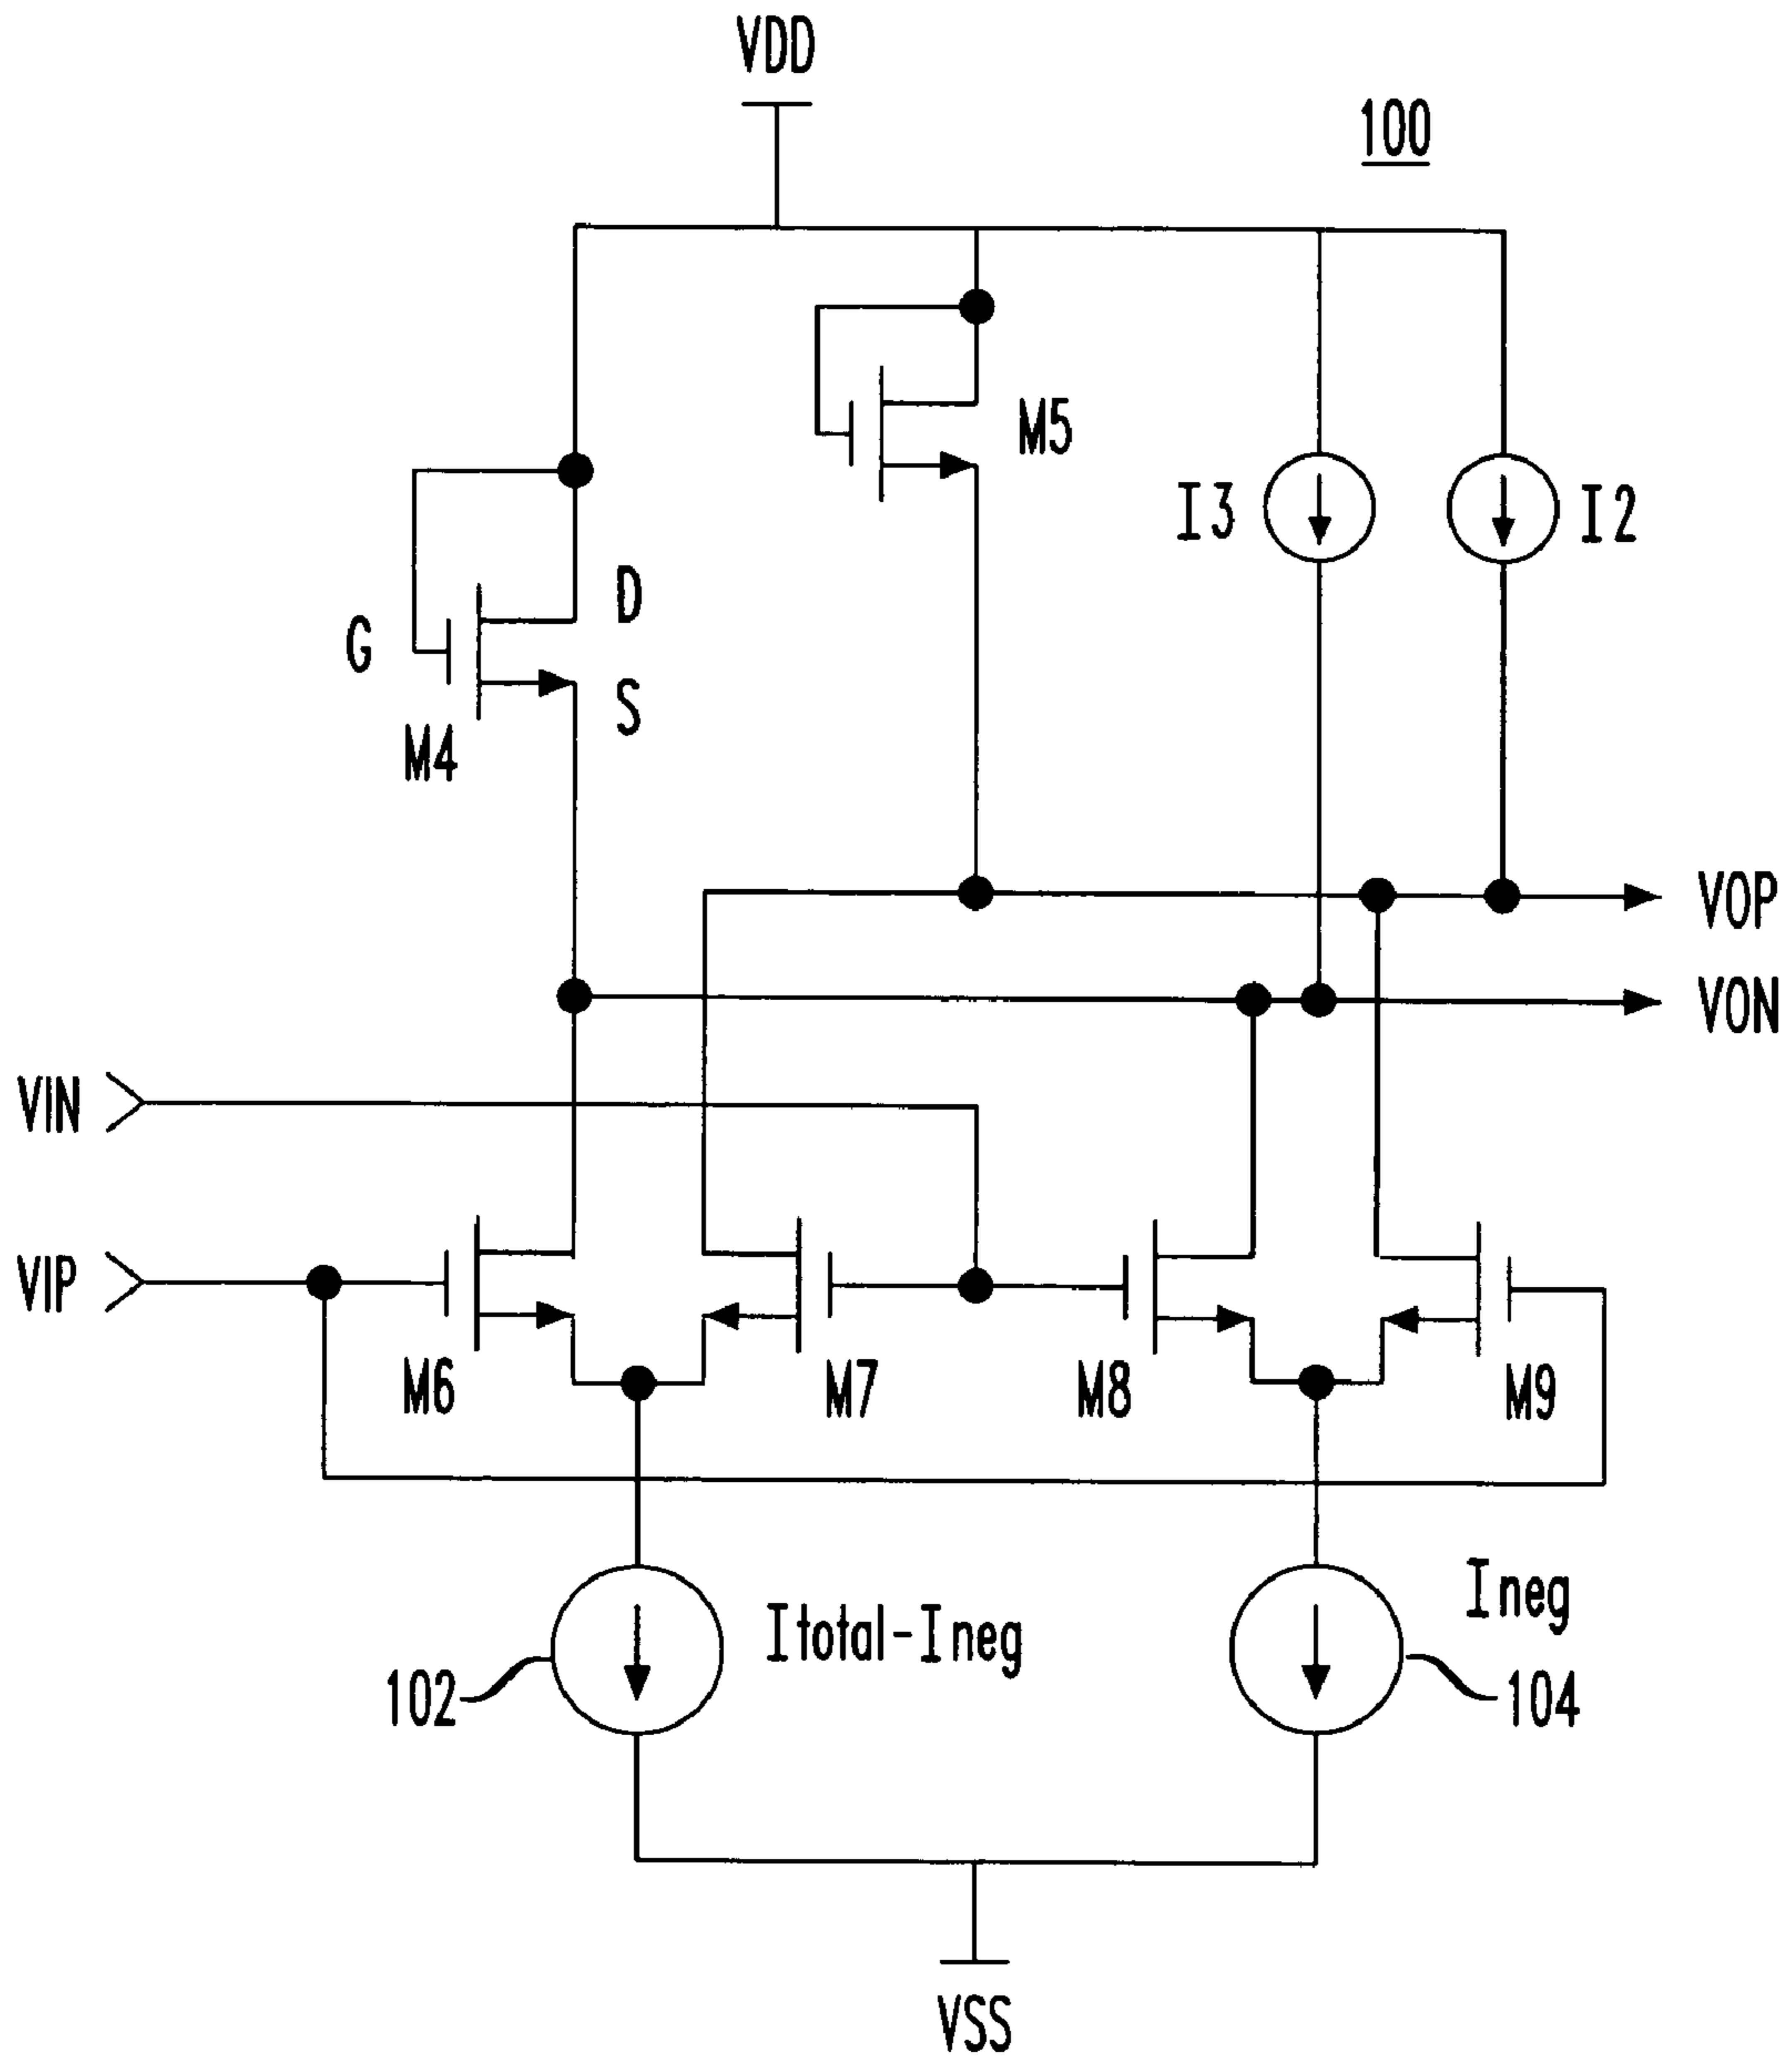 VDD
100
M5
I3
I2
D
G
S
M4
VOP
VON
VIN
VIP
M6
M7
M8
M9
Ineg
Itotal-Ineg
102
104
VSS